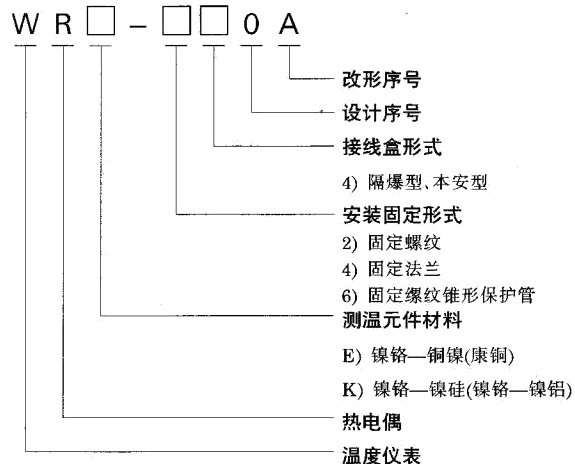 WR□-□□0A
改形序号
设计序号
接线盒形式
4) 隔爆型、本安型
安装固定形式
2) 固定螺纹
4) 固定法兰
6) 固定缧纹锥形保护管
测温元件材料
E) 镍铬—铜镍(康铜)
K) 镍铬—镍硅(镍铬—镍铝)
热电偶
温度仪表